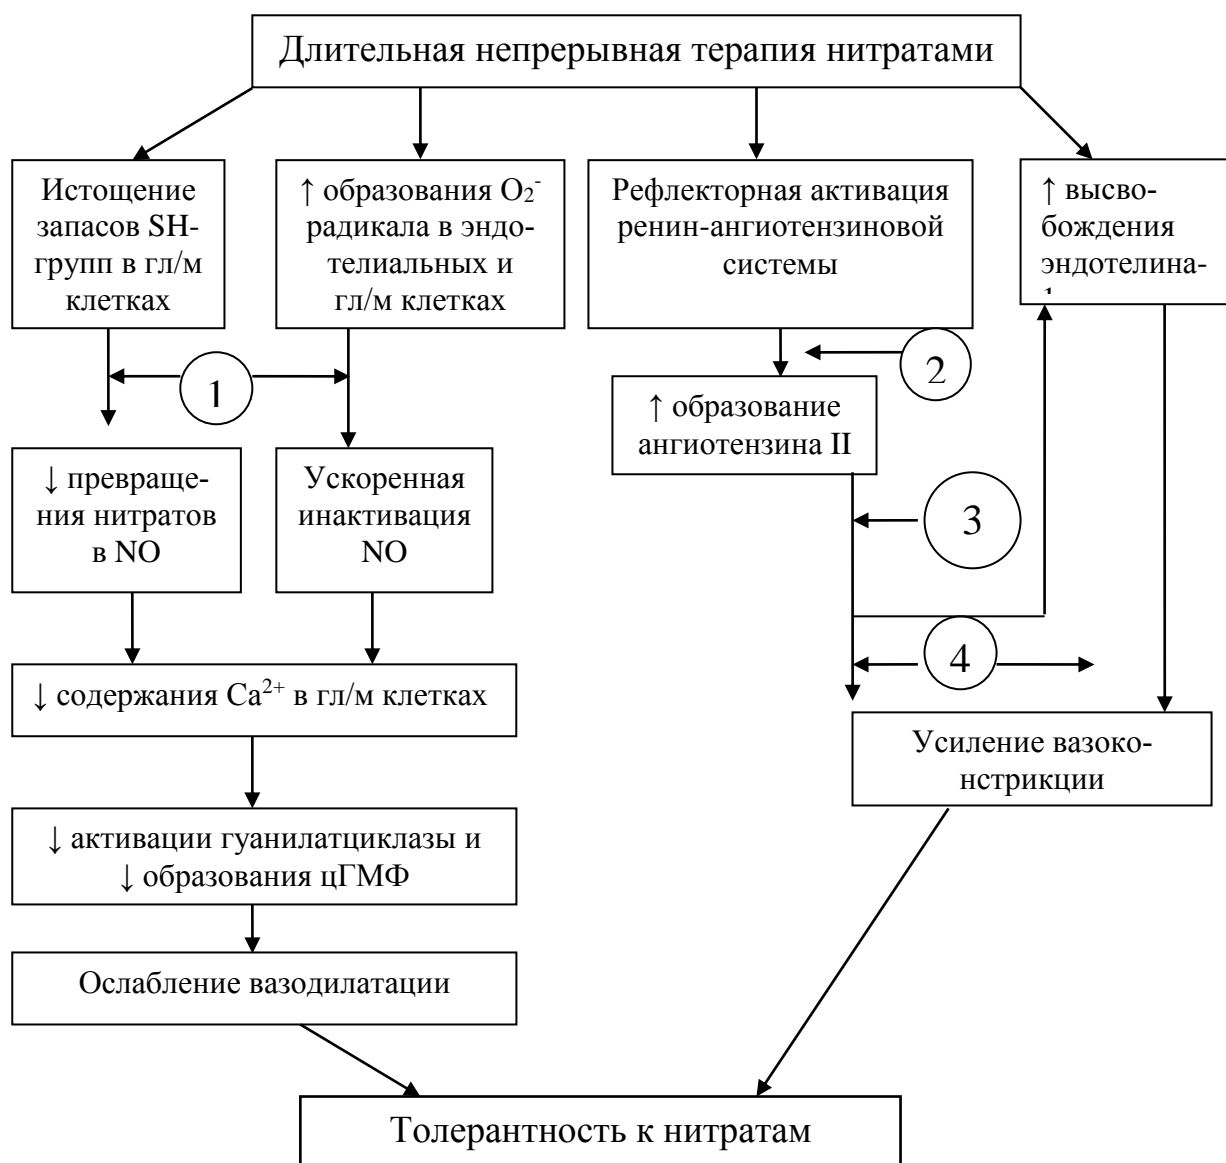 Длительная непрерывная терапия нитратами
Истощение
запасов SH-
групп в гл/м
клетках
↑ образования O₂⁻
радикала в эндо-
телиальных и
гл/м клетках
Рефлекторная активация
ренин-ангиотензиновой
системы
↑ высво-
бождения
эндотелина-
1
2
↑ образование
ангиотензина II
↓ превраще-
ния нитратов
в NO
Ускоренная
инактивация
NO
3
4
↓ содержания Ca²⁺ в гл/м клетках
Усиление вазоко-
нстрикции
↓ активации гуанилатциклазы и
↓ образования цГМФ
Ослабление вазодилатации
Толерантность к нитратам